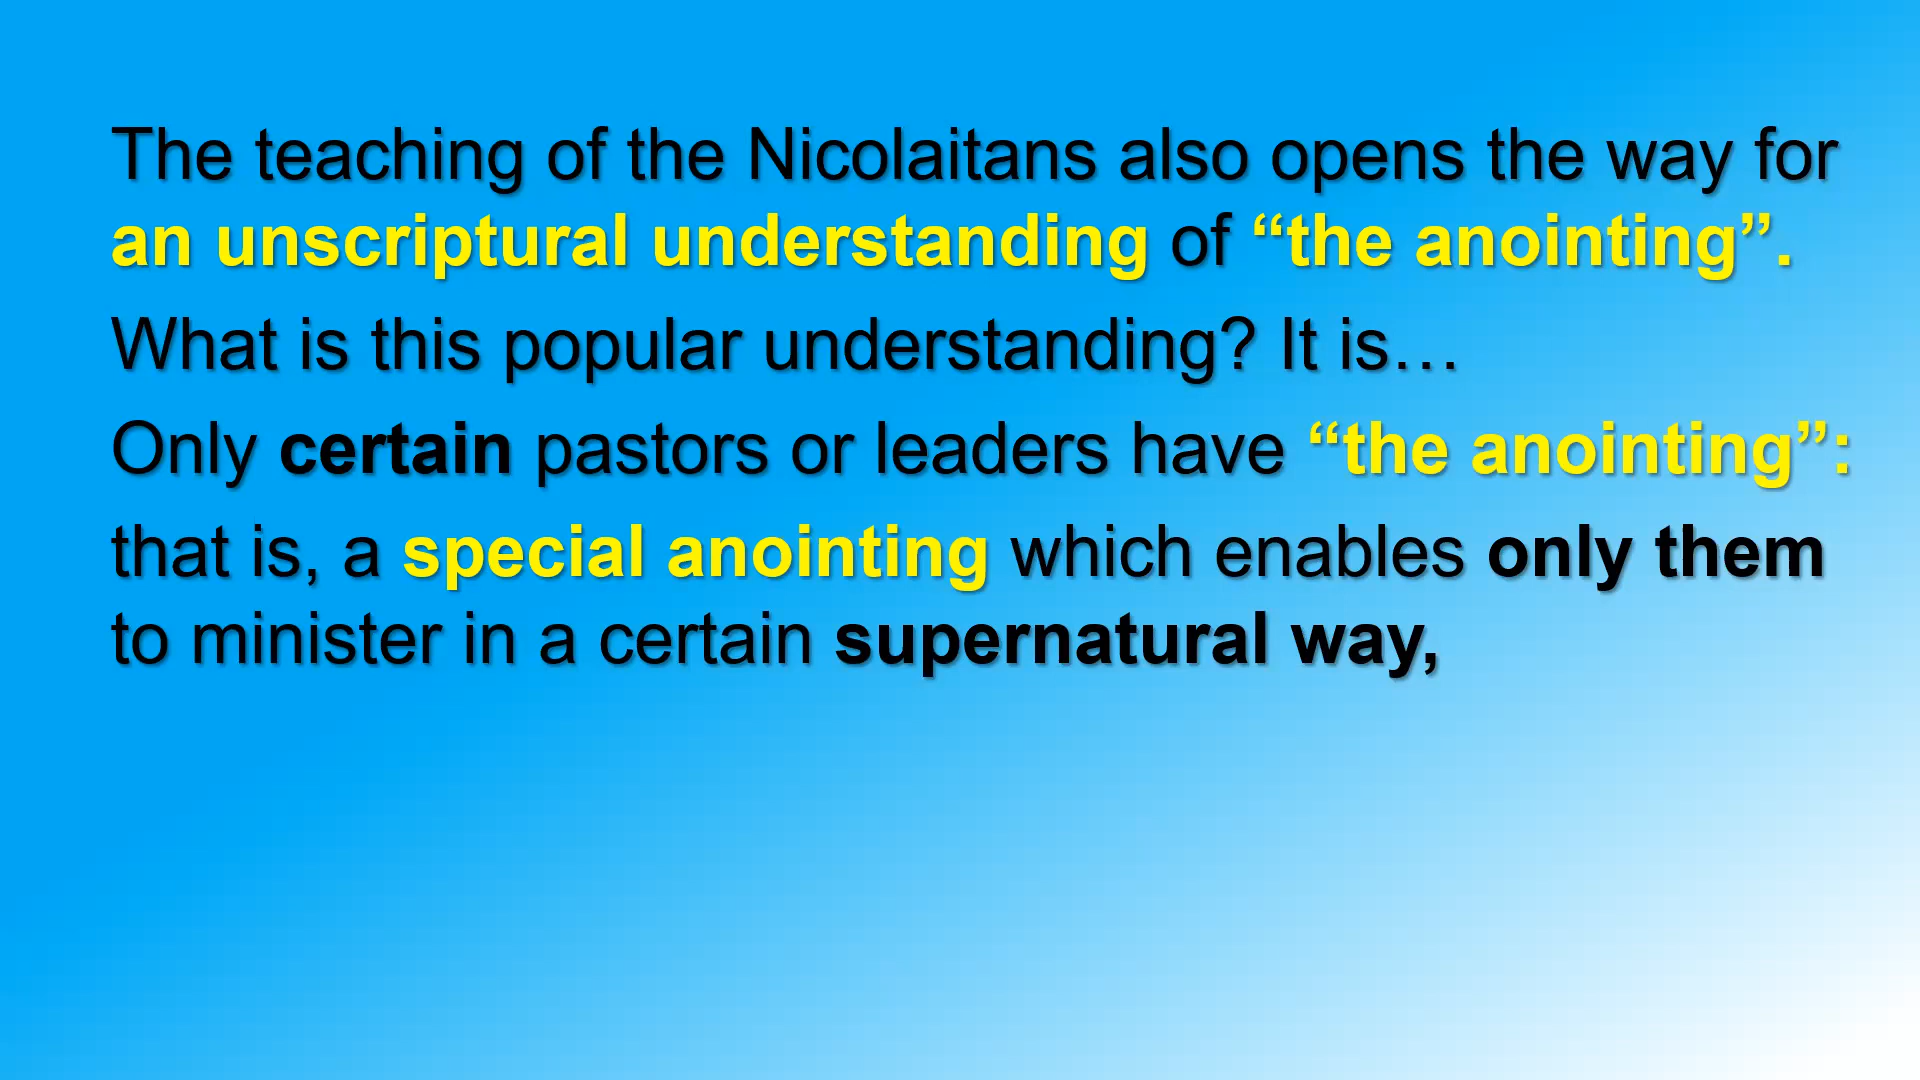 The teaching of the Nicolaitans also opens the way for
an unscriptural understanding of “the anointing”.
What is this popular understanding? It is…
Only certain pastors or leaders have “the anointing”:
that is, a special anointing which enables only them
to minister in a certain supernatural way,